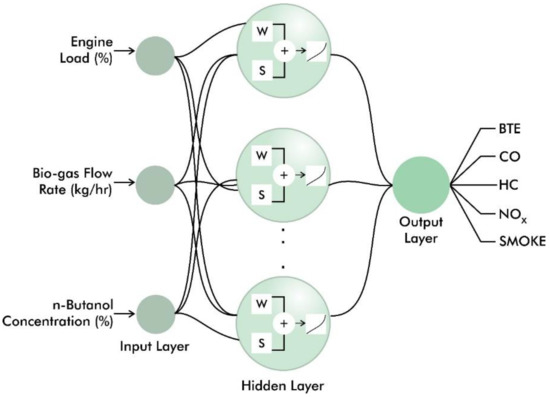 Engine
Load (%)
Bio-gas Flow
Rate (kg/hr)
n-Butanol
Concentration (%)
Input Layer
W
+
S
W
+
S
W
+
S
Hidden Layer
Output
Layer
BTE
CO
HC
NOₓ
SMOKE